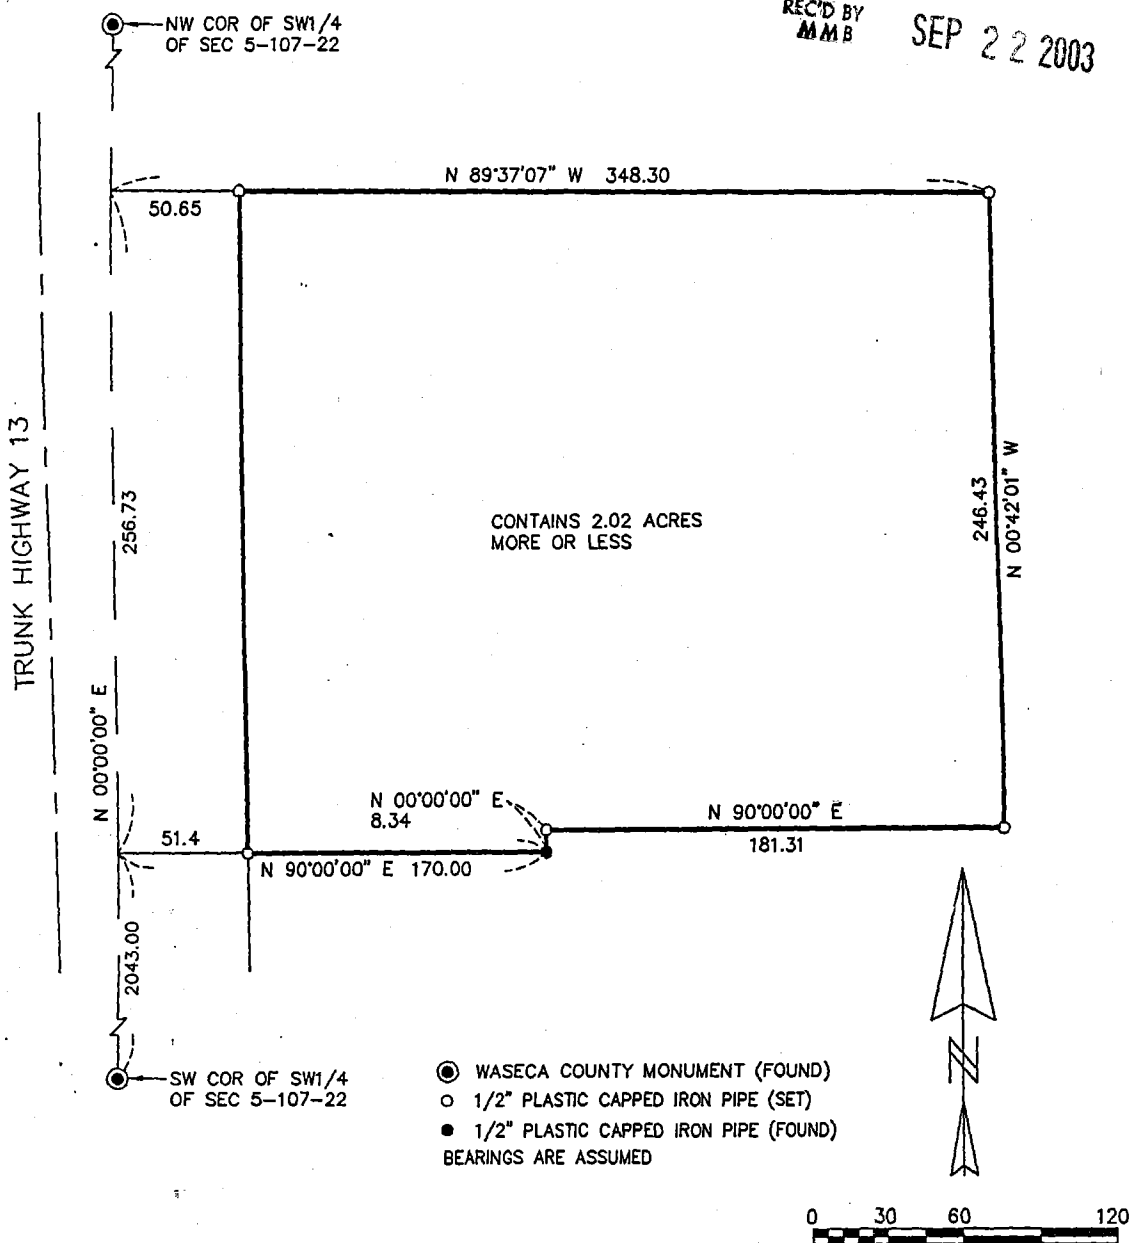 REC'D BY
MMB
SEP 22 2003
NW COR OF SW1/4
OF SEC 5-107-22
N 89°37'07" W 348.30
50.65
TRUNK HIGHWAY 13
256.73
N 00°00'00" E
CONTAINS 2.02 ACRES
MORE OR LESS
246.43
N 00°42'01" W
N 00°00'00" E
8.34
N 90°00'00" E
181.31
51.4
N 90°00'00" E 170.00
2043.00
SW COR OF SW1/4
OF SEC 5-107-22
WASECA COUNTY MONUMENT (FOUND)
1/2" PLASTIC CAPPED IRON PIPE (SET)
1/2" PLASTIC CAPPED IRON PIPE (FOUND)
BEARINGS ARE ASSUMED
N
0 30 60 120